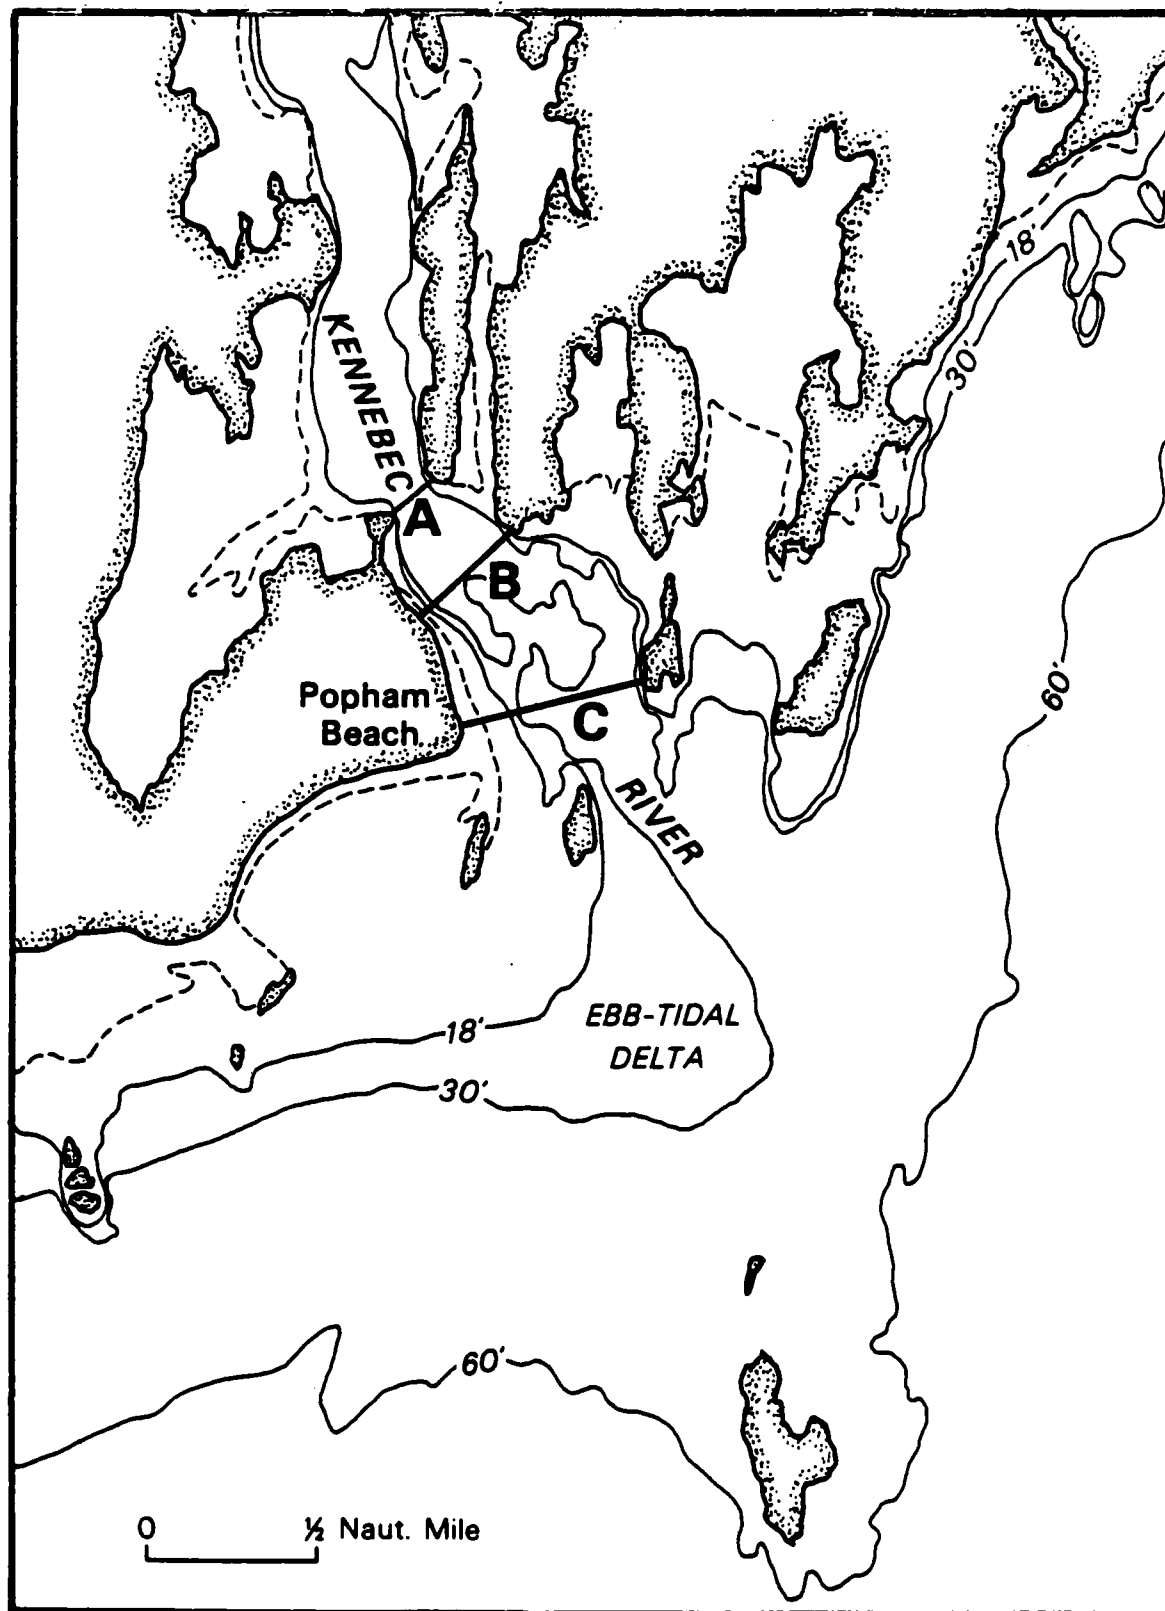 18'
30'
KENNEBEC
A
B
60'
Popham
Beach
C
RIVER
EBB-TIDAL
DELTA
18'
30'
60'
0 ½ Naut. Mile